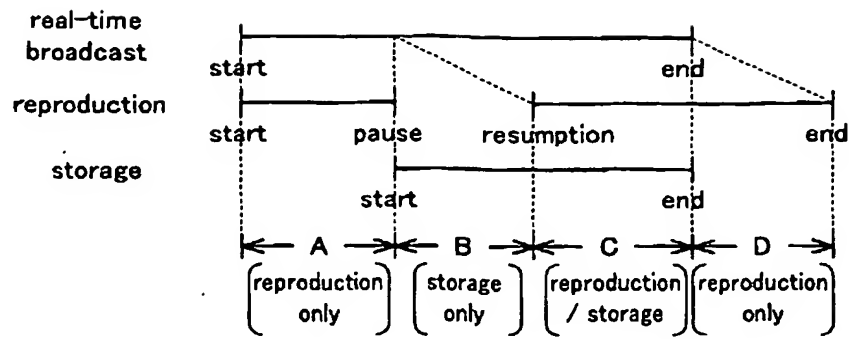 real-time
broadcast
start end
reproduction
start pause resumption end
storage
start end
A B C D
(reproduction only) (storage only) (reproduction / storage) (reproduction only)